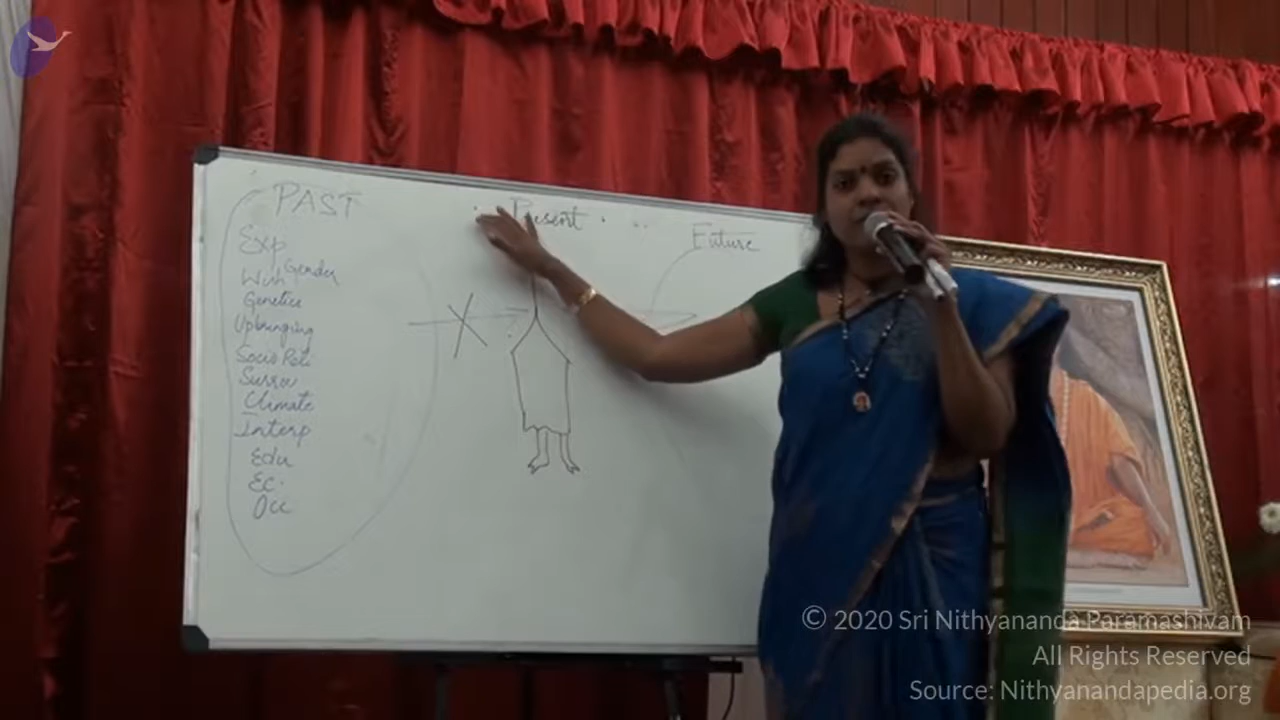 PAST
Present
Future
Exp
With Gender
Genetics
Upbringing
Socio Reli
Surrou
Climate
Interp
Edu
Ec.
Occ
© 2020 Sri Nithyananda Paramashivam
All Rights Reserved
Source: Nithyanandapedia.org